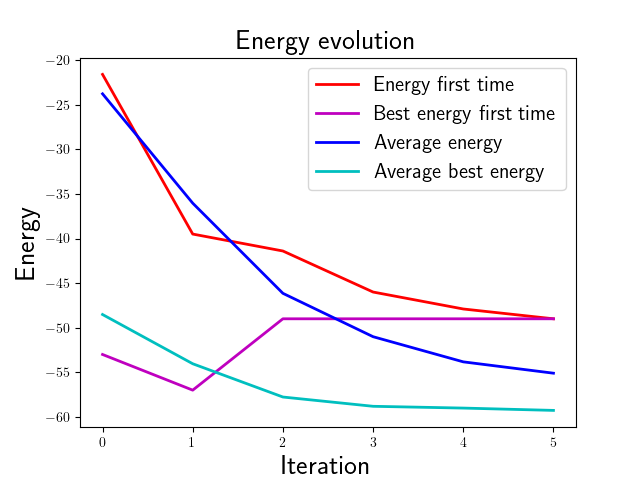 Energy evolution
Energy first time
Best energy first time
Average energy
Average best energy
Energy
−20
−25
−30
−35
−40
−45
−50
−55
−60
0 1 2 3 4 5
Iteration